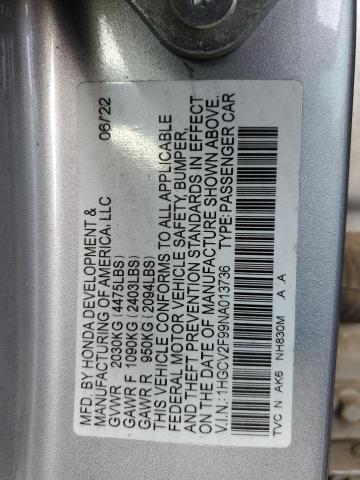 MFD. BY HONDA DEVELOPMENT &
MANUFACTURING OF AMERICA, LLC 06/'22
GVWR 2030KG (4475LBS)
GAWR F 1090KG (2403LBS)
GAWR R 950KG (2094LBS)
THIS VEHICLE CONFORMS TO ALL APPLICABLE
FEDERAL MOTOR VEHICLE SAFETY, BUMPER,
AND THEFT PREVENTION STANDARDS IN EFFECT
ON THE DATE OF MANUFACTURE SHOWN ABOVE.
V.I.N.:1HGCV2F99NA013736 TYPE: PASSENGER CAR
TVC N AK6 NH830M .A .A